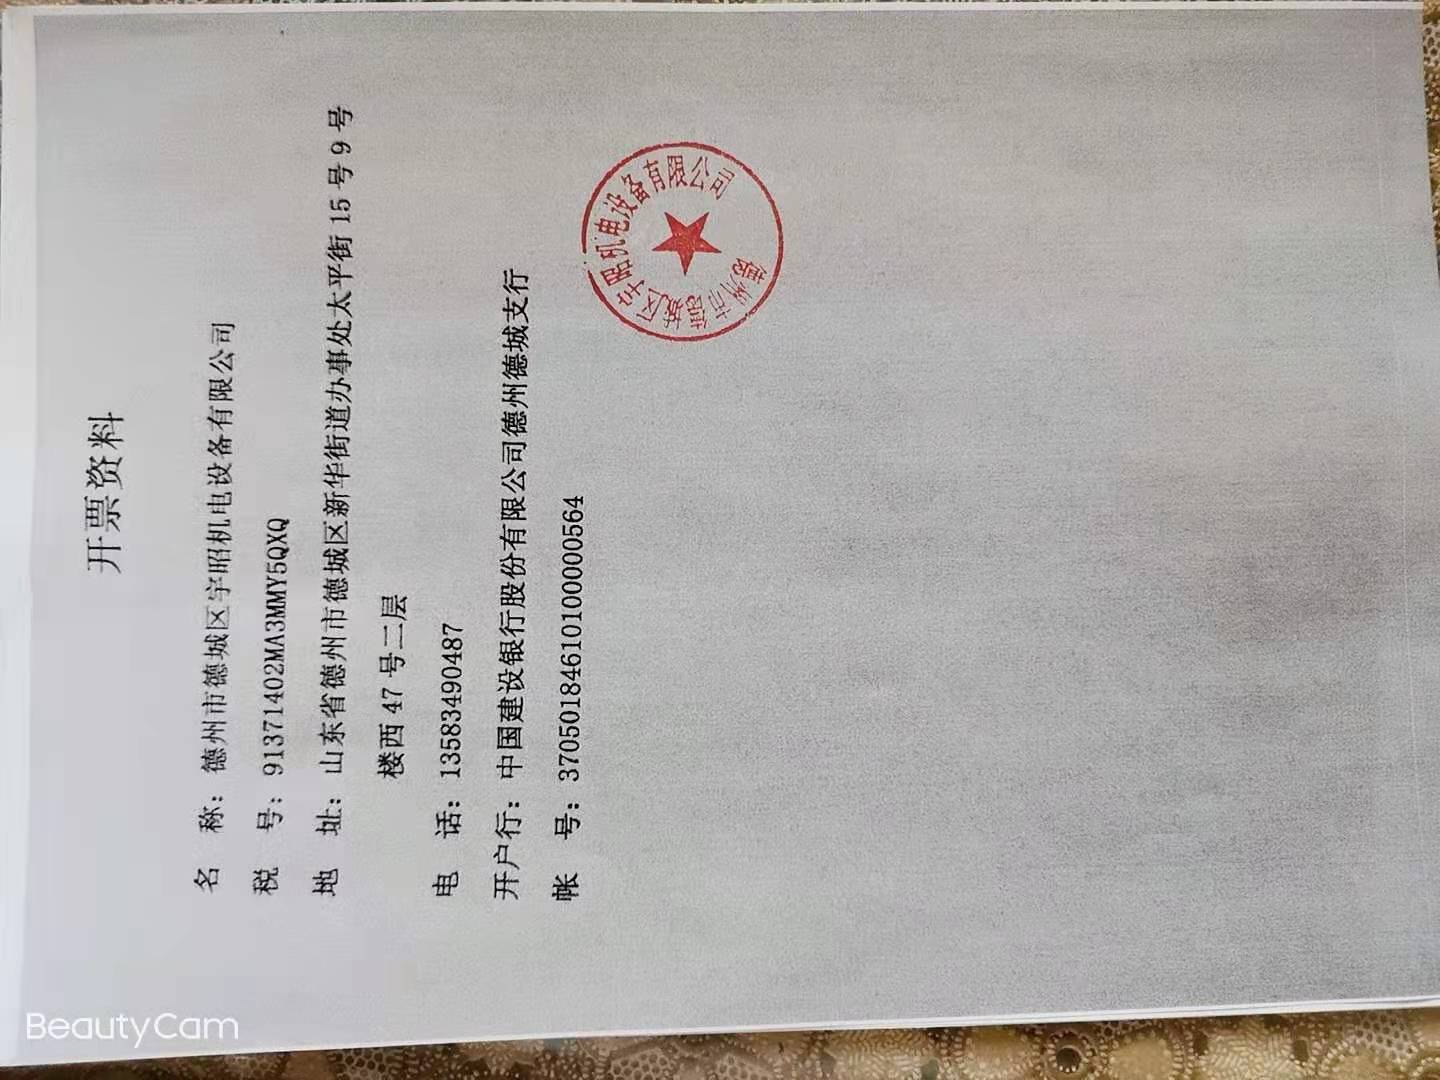 开票资料
名 称：德州市德城区宇昭机电设备有限公司
税 号：91371402MA3MMY5QXQ
地 址：山东省德州市德城区新华街道办事处太平街 15 号 9 号
楼西 47 号二层
电 话：13583490487
开户行：中国建设银行股份有限公司德州德城支行
帐 号：37050184610100000564
德州市德城区宇昭机电设备有限公司
BeautyCam